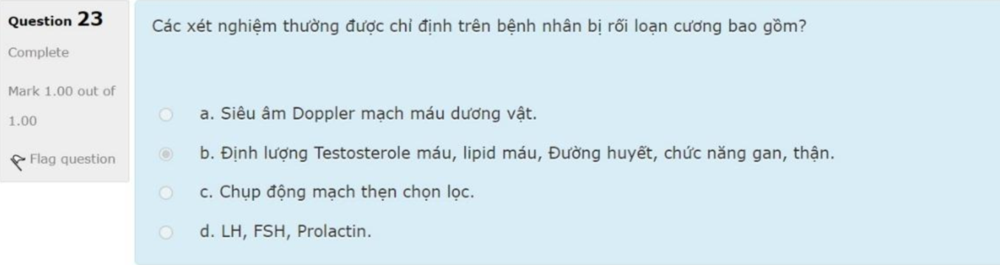 Question 23
Complete
Mark 1.00 out of
1.00
Flag question
Các xét nghiệm thường được chỉ định trên bệnh nhân bị rối loạn cương bao gồm?
a. Siêu âm Doppler mạch máu dương vật.
b. Định lượng Testosterole máu, lipid máu, Đường huyết, chức năng gan, thận.
c. Chụp động mạch thẹn chọn lọc.
d. LH, FSH, Prolactin.